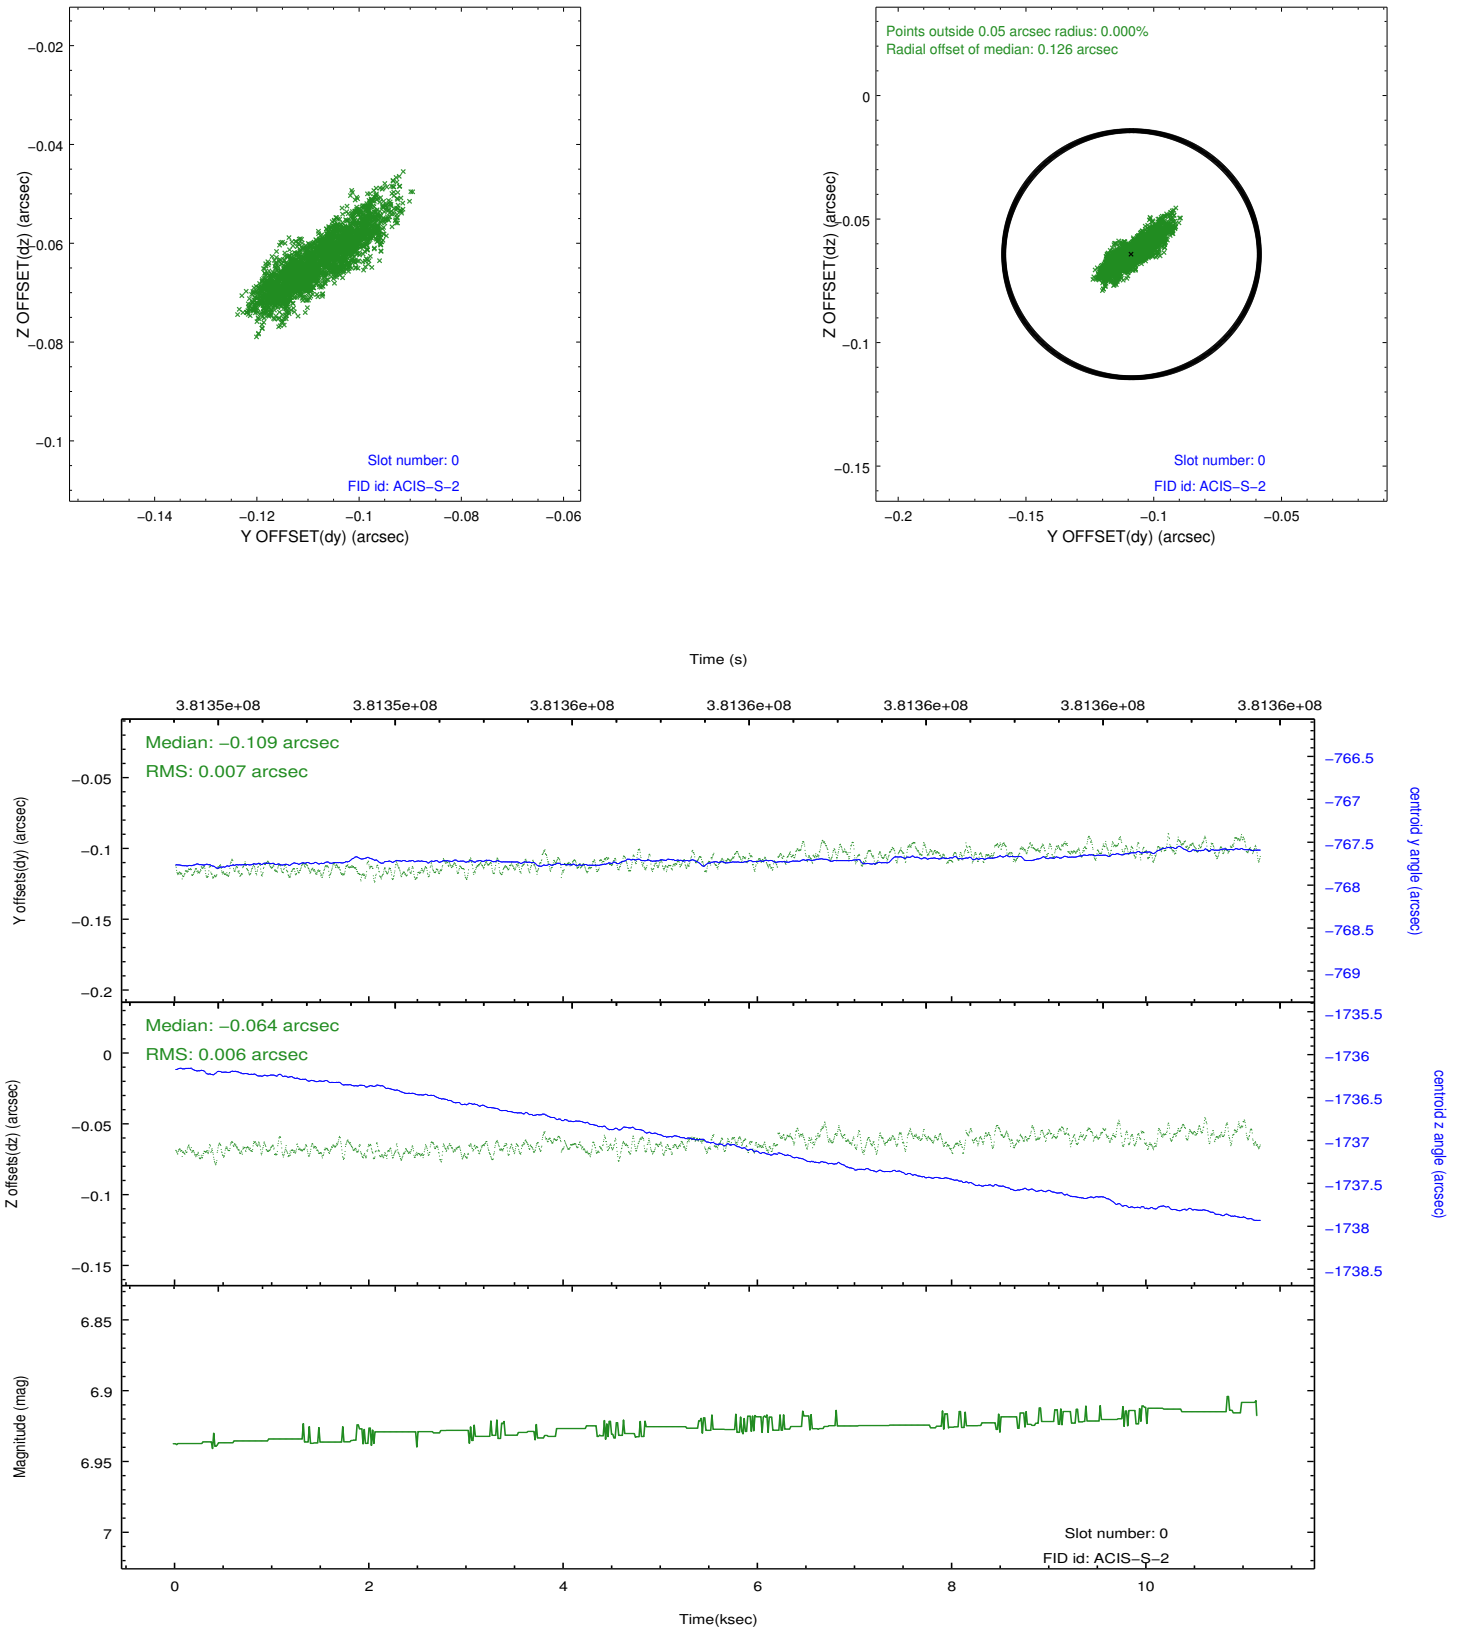 −0.02
−0.04
−0.06
−0.08
−0.1
Z OFFSET(dz) (arcsec)
Slot number: 0
FID id: ACIS−S−2
−0.14 −0.12 −0.1 −0.08 −0.06
Y OFFSET(dy) (arcsec)
Points outside 0.05 arcsec radius: 0.000%
Radial offset of median: 0.126 arcsec
0
−0.05
−0.1
−0.15
Z OFFSET(dz) (arcsec)
Slot number: 0
FID id: ACIS−S−2
−0.2 −0.15 −0.1 −0.05
Y OFFSET(dy) (arcsec)
Time (s)
3.8135e+08 3.8135e+08 3.8136e+08 3.8136e+08 3.8136e+08 3.8136e+08 3.8136e+08
Median: −0.109 arcsec
RMS: 0.007 arcsec
−0.05
−0.1
−0.15
−0.2
Y offsets(dy) (arcsec)
−766.5
−767
−767.5
−768
−768.5
−769
centroid y angle (arcsec)
Median: −0.064 arcsec
RMS: 0.006 arcsec
0
−0.05
−0.1
−0.15
Z offsets(dz) (arcsec)
−1735.5
−1736
−1736.5
−1737
−1737.5
−1738
−1738.5
centroid z angle (arcsec)
6.85
6.9
6.95
7
Magnitude (mag)
Slot number: 0
FID id: ACIS−S−2
0 2 4 6 8 10
Time(ksec)